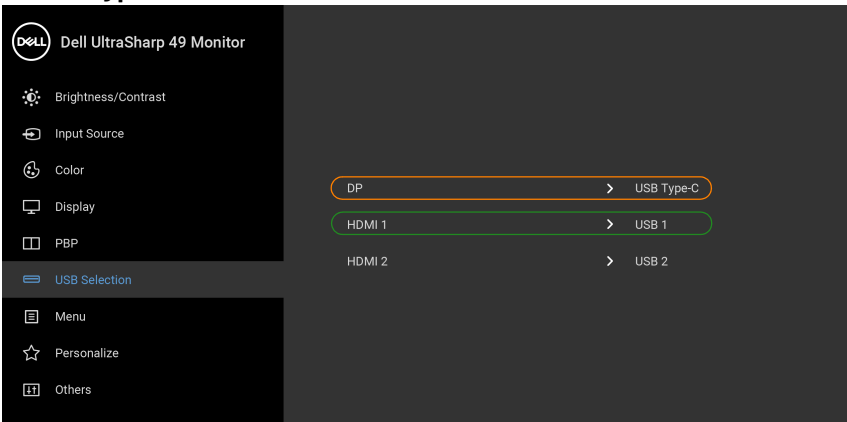 DELL
Dell UltraSharp 49 Monitor
Brightness/Contrast
Input Source
Color
Display
PBP
USB Selection
Menu
Personalize
Others
DP > USB Type-C
HDMI 1 > USB 1
HDMI 2 > USB 2